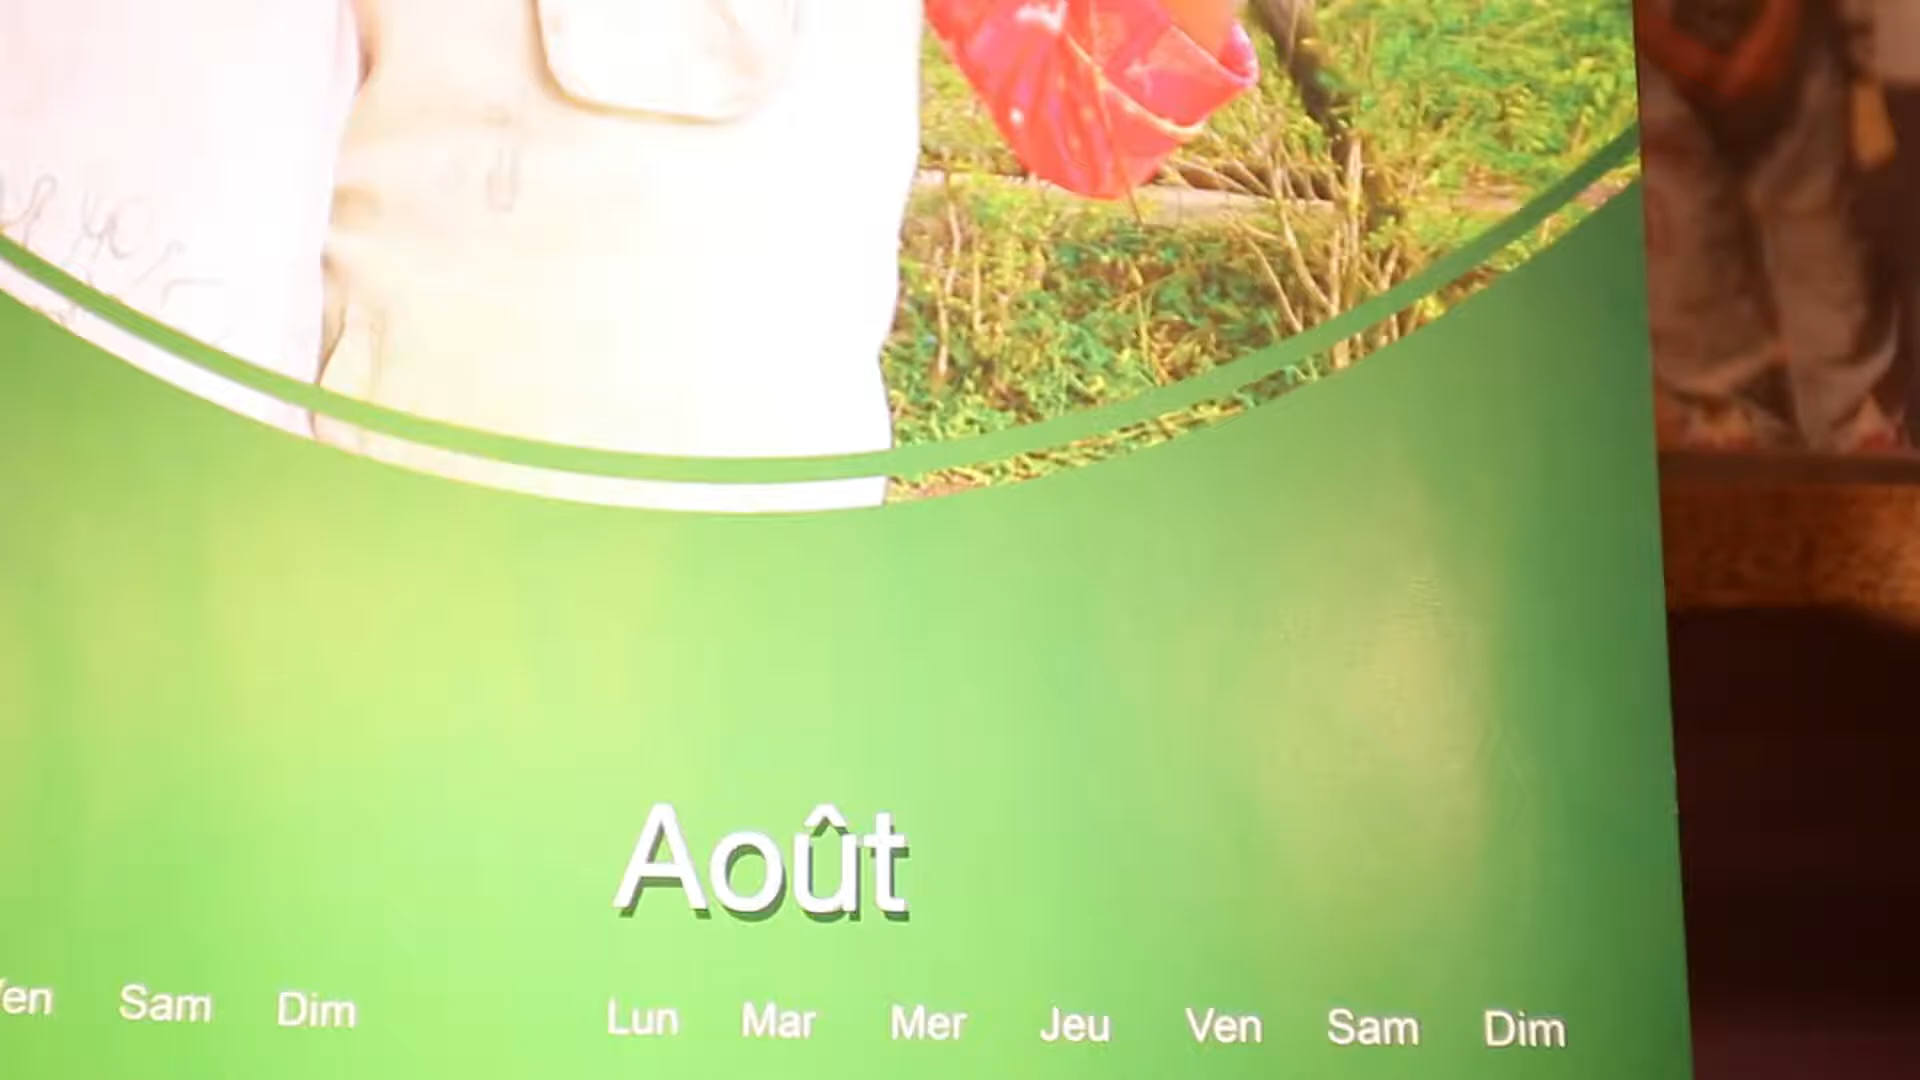 Août
Sam Dim
Lun Mar Mer Jeu Ven Sam Dim